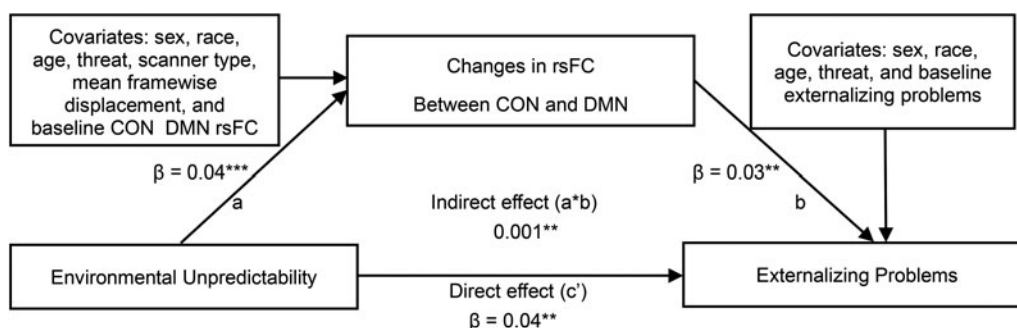 Covariates: sex, race,
age, threat, scanner type,
mean framewise
displacement, and
baseline CON DMN rsFC
Changes in rsFC
Between CON and DMN
Covariates: sex, race,
age, threat, and baseline
externalizing problems
β = 0.04***
a
β = 0.03**
b
Indirect effect (a*b)
0.001**
Environmental Unpredictability
Externalizing Problems
Direct effect (c’)
β = 0.04**